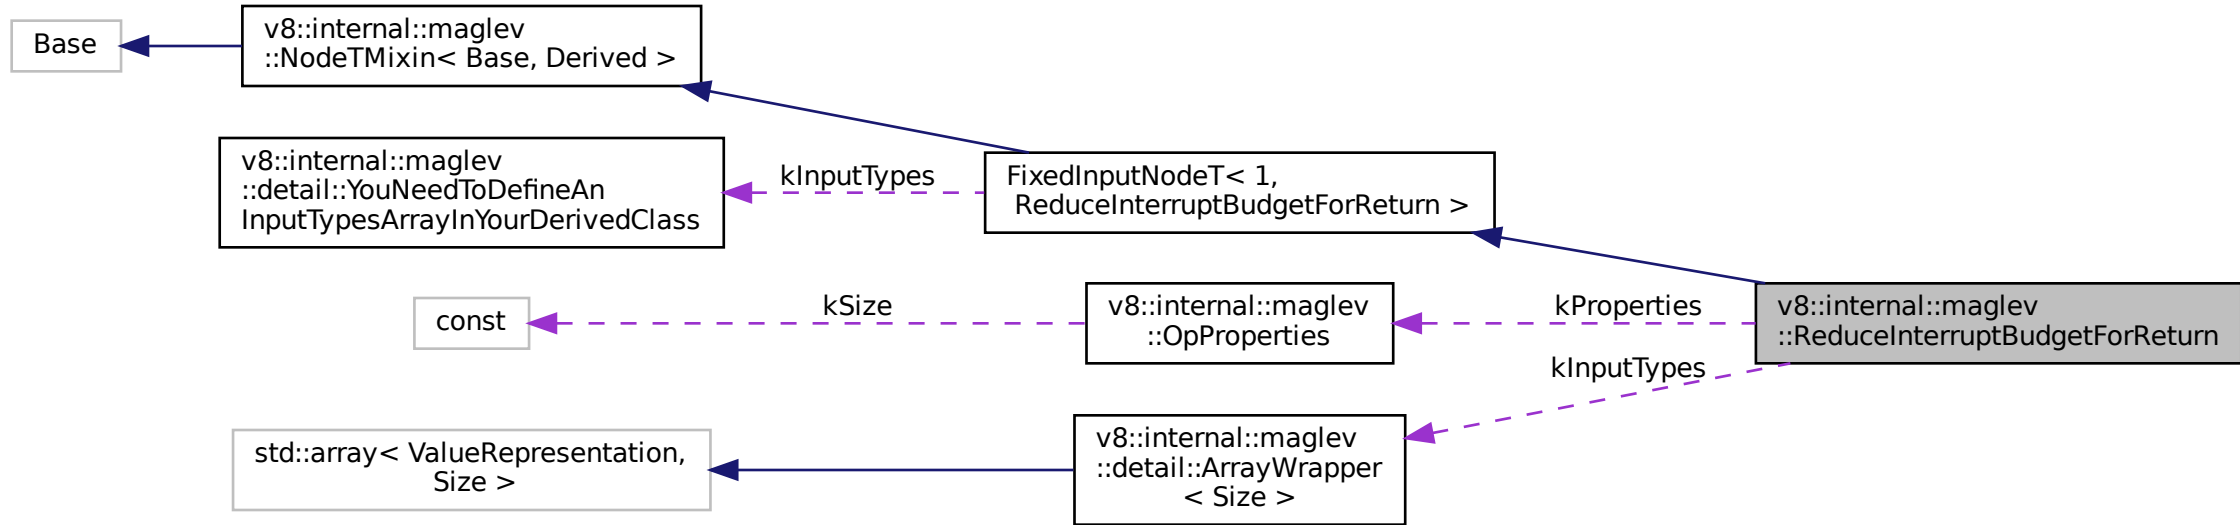 Base
v8::internal::maglev
::NodeTMixin< Base, Derived >
v8::internal::maglev
::detail::YouNeedToDefineAn
InputTypesArrayInYourDerivedClass
kInputTypes
FixedInputNodeT< 1,
ReduceInterruptBudgetForReturn >
const
kSize
v8::internal::maglev
::OpProperties
kProperties
v8::internal::maglev
::ReduceInterruptBudgetForReturn
kInputTypes
std::array< ValueRepresentation,
Size >
v8::internal::maglev
::detail::ArrayWrapper
< Size >